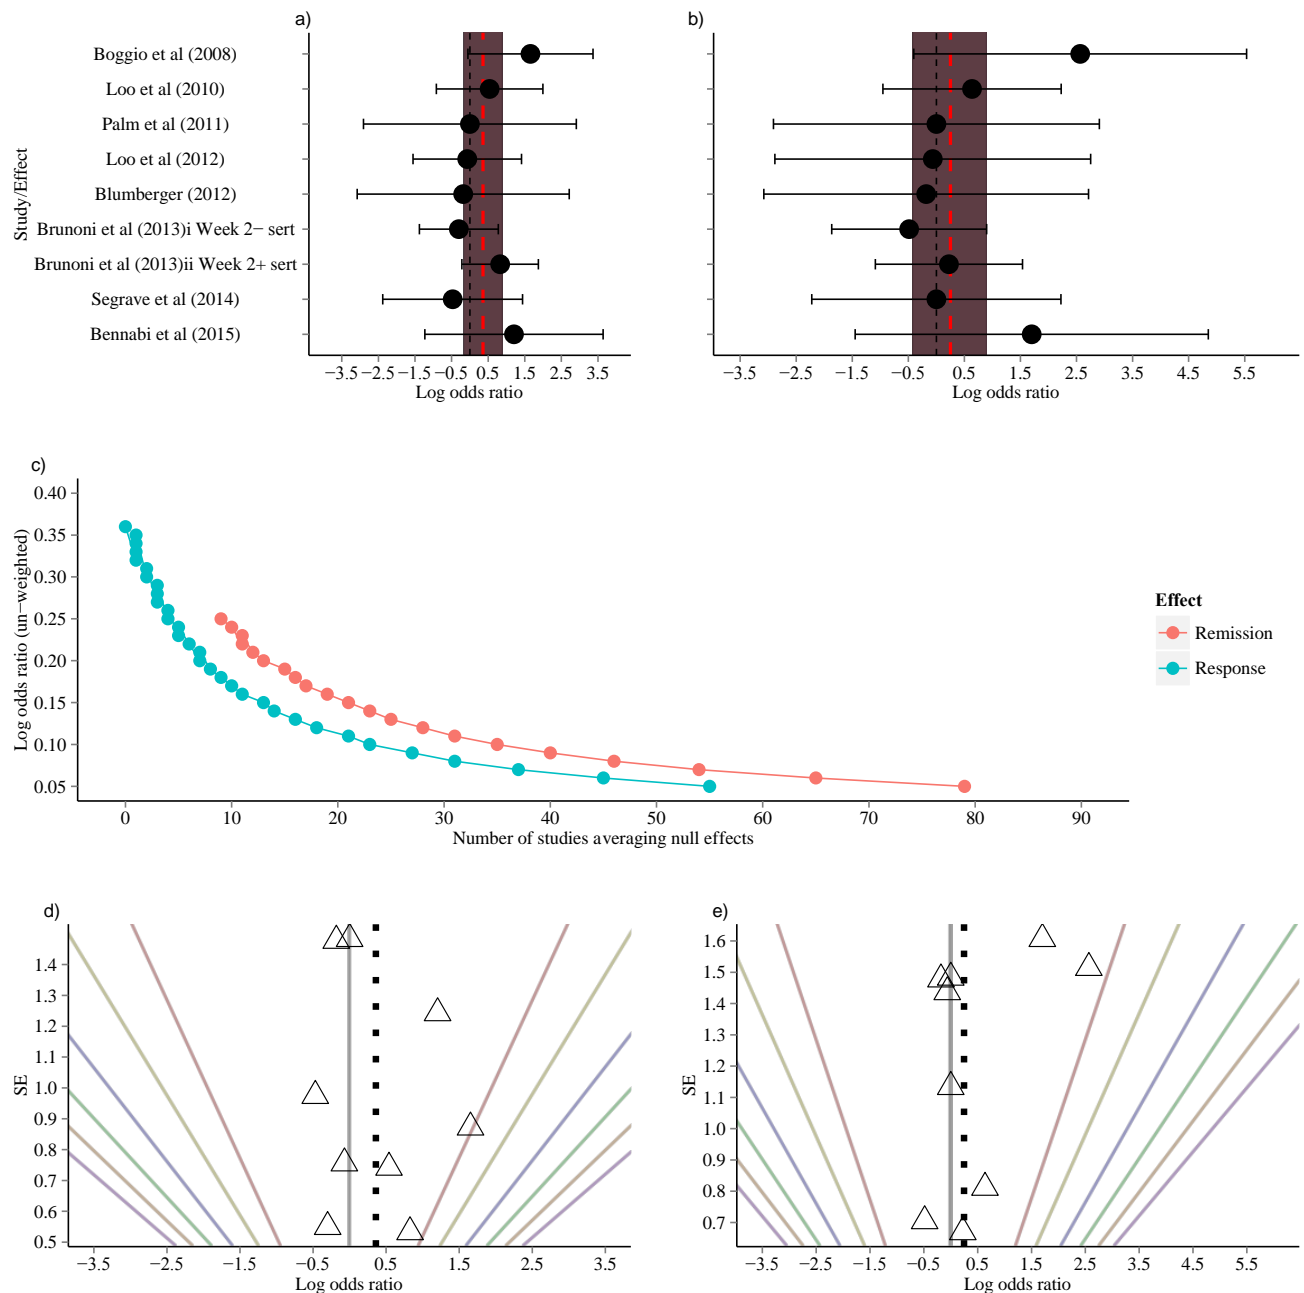 a)
b)
Study/Effect
Boggio et al (2008)
Loo et al (2010)
Palm et al (2011)
Loo et al (2012)
Blumberger (2012)
Brunoni et al (2013)i Week 2− sert
Brunoni et al (2013)ii Week 2+ sert
Segrave et al (2014)
Bennabi et al (2015)
−3.5 −2.5 −1.5 −0.5 0.5 1.5 2.5 3.5
Log odds ratio
−3.5 −2.5 −1.5 −0.5 0.5 1.5 2.5 3.5 4.5 5.5
Log odds ratio
c)
Log odds ratio (un−weighted)
0.40
0.35
0.30
0.25
0.20
0.15
0.10
0.05
0 10 20 30 40 50 60 70 80 90
Number of studies averaging null effects
Effect
Remission
Response
d)
SE
1.4
1.3
1.2
1.1
1.0
0.9
0.8
0.7
0.6
0.5
−3.5 −2.5 −1.5 −0.5 0.5 1.5 2.5 3.5
Log odds ratio
e)
SE
1.6
1.5
1.4
1.3
1.2
1.1
1.0
0.9
0.8
0.7
−3.5 −2.5 −1.5 −0.5 0.5 1.5 2.5 3.5 4.5 5.5
Log odds ratio